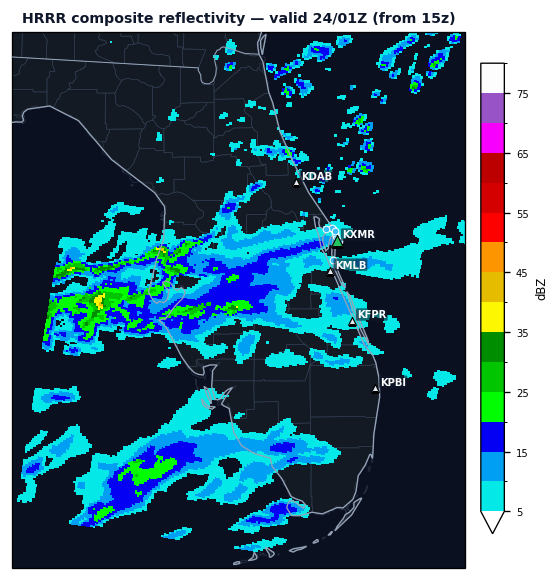 HRRR composite reflectivity — valid 24/01Z (from 15z)
KDAB
KXMR
KMLB
KFPR
KPBI
75
65
55
45
35
25
15
5
dBZ